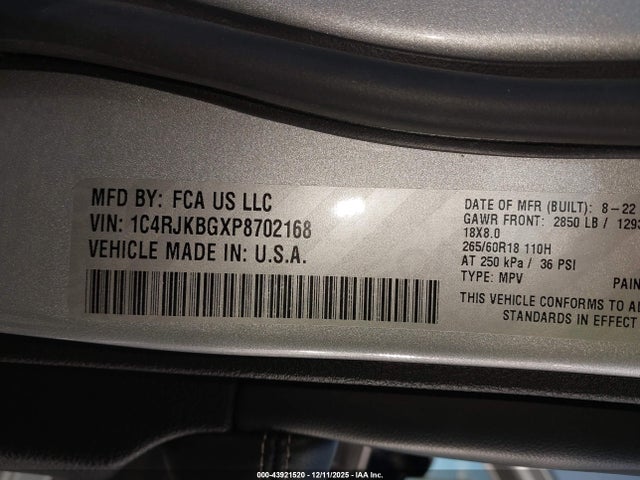 MFD BY: FCA US LLC
VIN: 1C4RJKBGXP8702168
VEHICLE MADE IN: U.S.A.
DATE OF MFR (BUILT): 8-22
GAWR FRONT: 2850 LB / 1293
18X8.0
265/60R18 110H
AT 250 kPa / 36 PSI
TYPE: MPV
PAIN
THIS VEHICLE CONFORMS TO AL
STANDARDS IN EFFECT
000-43921520 - 12/11/2025 - IAA Inc.